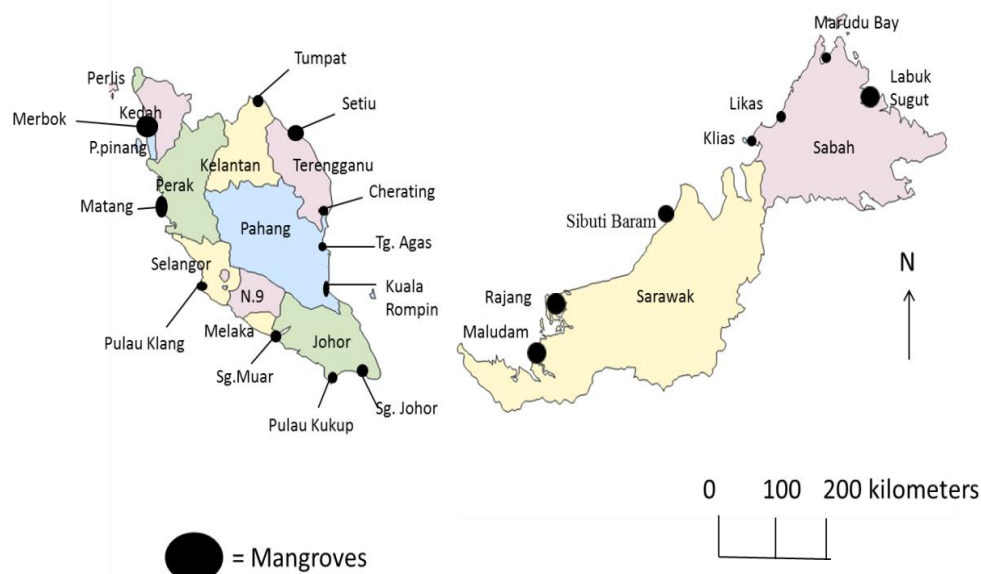 Marudu Bay
Tumpat
Perlis
Labuk
Sugut
Setiu
Likas
Merbok
Kedah
Klias
P.pinang
Sabah
Kelantan
Terengganu
Perak
Cherating
Matang
Sibuti Baram
Pahang
Tg. Agas
Selangor
N
Kuala
Rompin
N.9
Rajang
Sarawak
Melaka
Maludam
Johor
Pulau Klang
Sg.Muar
Sg. Johor
Pulau Kukup
0 100 200 kilometers
= Mangroves